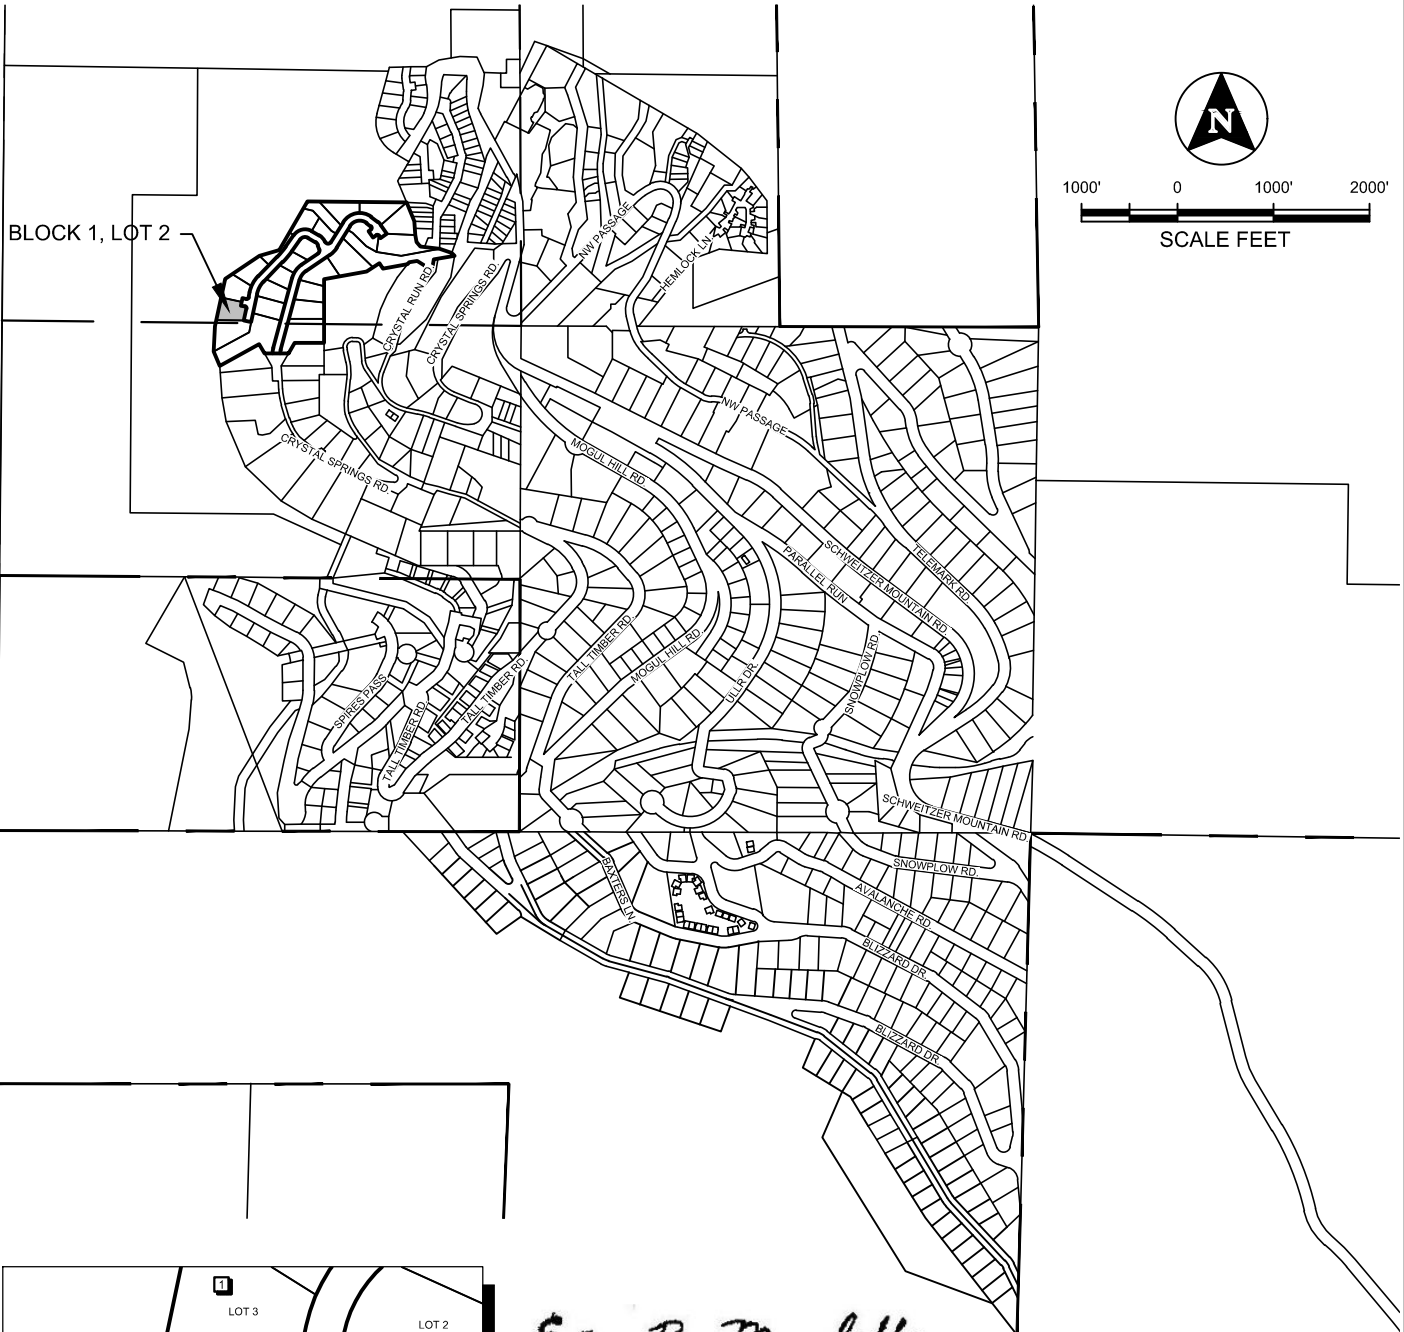 N
1000' 0 1000' 2000'
SCALE FEET
BLOCK 1, LOT 2
NW PASSAGE
HEMLOCK LN
CRYSTAL RUN RD.
CRYSTAL SPRINGS RD.
NW PASSAGE
MOGUL HILL RD.
CRYSTAL SPRINGS RD.
PARALLEL RUN
SCHWEITZER MOUNTAIN RD.
TELEMARK RD.
TALL TIMBER RD.
MOGUL HILL RD.
ULLR DR.
SNOWPLOW RD.
SPIRES PASS
TALL TIMBER RD.
TALL TIMBER RD.
SCHWEITZER MOUNTAIN RD.
BAXTERS LN.
SNOWPLOW RD.
AVALANCHE RD.
BLIZZARD DR.
BLIZZARD DR.
1
LOT 3
LOT 2